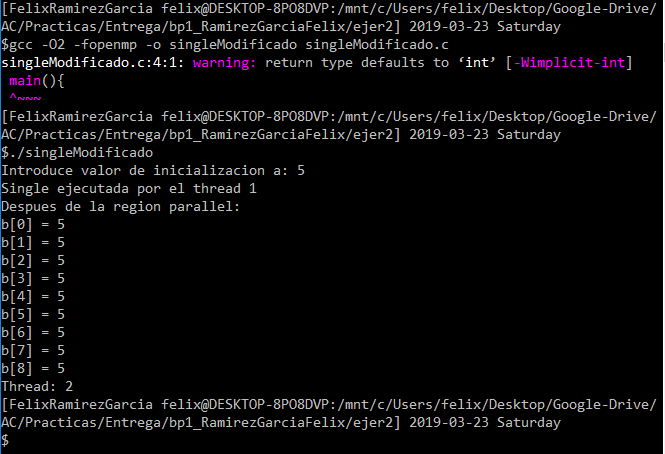 [FelixRamirezGarcia felix@DESKTOP-8PO8DVP:/mnt/c/Users/felix/Desktop/Google-Drive/
AC/Practicas/Entrega/bp1_RamirezGarciaFelix/ejer2] 2019-03-23 Saturday
$gcc -O2 -fopenmp -o singleModificado singleModificado.c
singleModificado.c:4:1: warning: return type defaults to ‘int’ [-Wimplicit-int]
 main(){
 ^~~~
[FelixRamirezGarcia felix@DESKTOP-8PO8DVP:/mnt/c/Users/felix/Desktop/Google-Drive/
AC/Practicas/Entrega/bp1_RamirezGarciaFelix/ejer2] 2019-03-23 Saturday
$./singleModificado
Introduce valor de inicializacion a: 5
Single ejecutada por el thread 1
Despues de la region parallel:
b[0] = 5
b[1] = 5
b[2] = 5
b[3] = 5
b[4] = 5
b[5] = 5
b[6] = 5
b[7] = 5
b[8] = 5
Thread: 2
[FelixRamirezGarcia felix@DESKTOP-8PO8DVP:/mnt/c/Users/felix/Desktop/Google-Drive/
AC/Practicas/Entrega/bp1_RamirezGarciaFelix/ejer2] 2019-03-23 Saturday
$